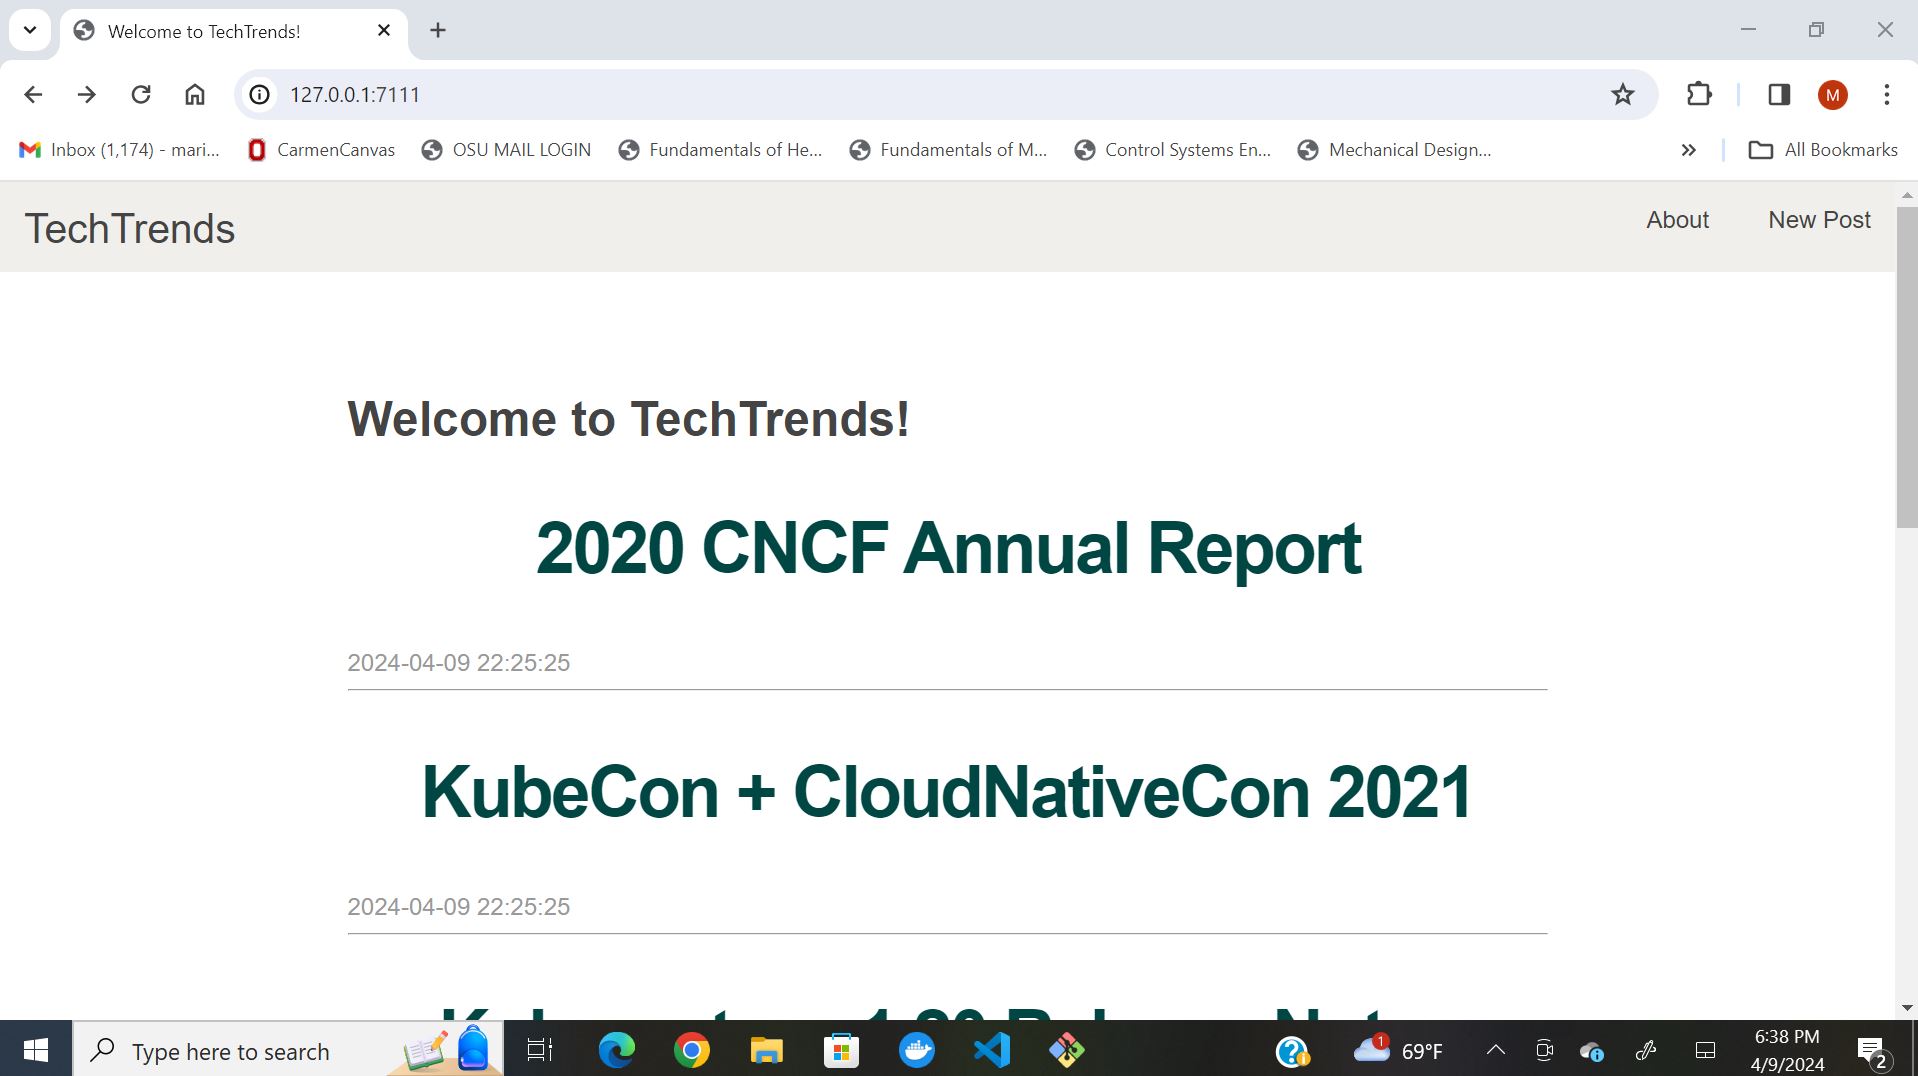 Welcome to TechTrends!
127.0.0.1:7111
M
Inbox (1,174) - mari...
CarmenCanvas
OSU MAIL LOGIN
Fundamentals of He...
Fundamentals of M...
Control Systems En...
Mechanical Design...
All Bookmarks
TechTrends
About
New Post
Welcome to TechTrends!
2020 CNCF Annual Report
2024-04-09 22:25:25
KubeCon + CloudNativeCon 2021
2024-04-09 22:25:25
Type here to search
1
69°F
6:38 PM
4/9/2024
2